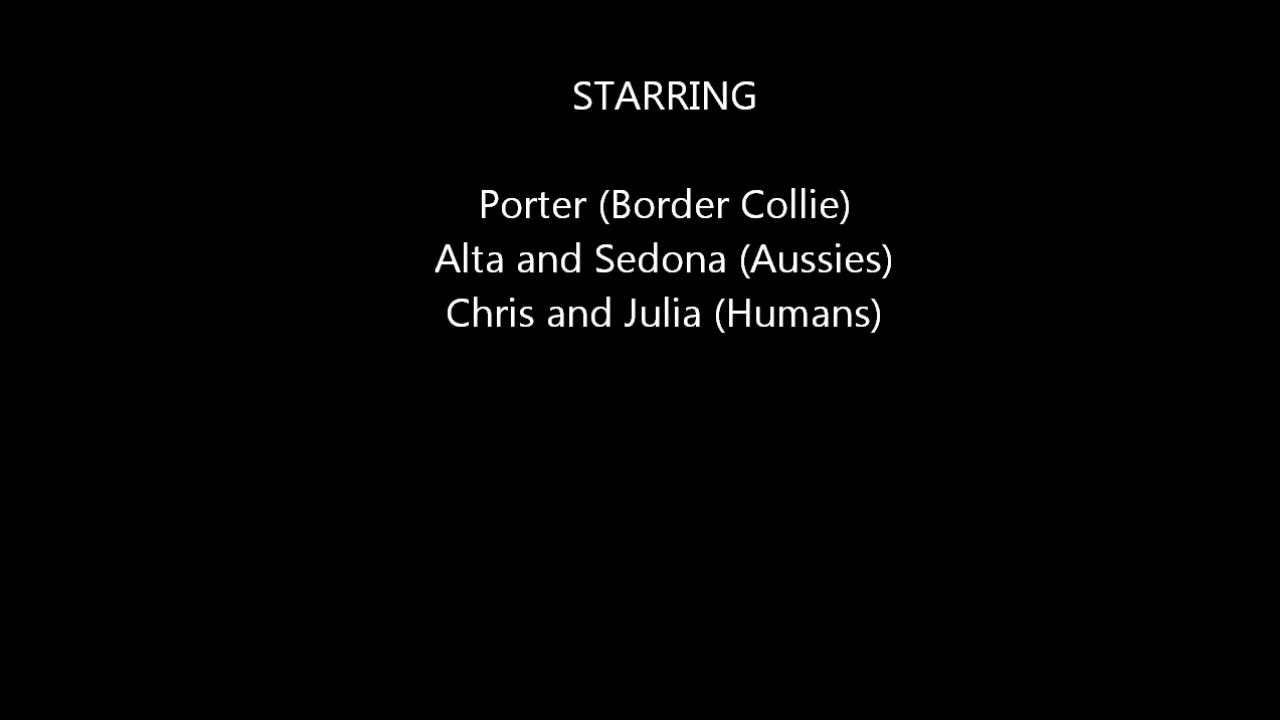 STARRING
Porter (Border Collie)
Alta and Sedona (Aussies)
Chris and Julia (Humans)